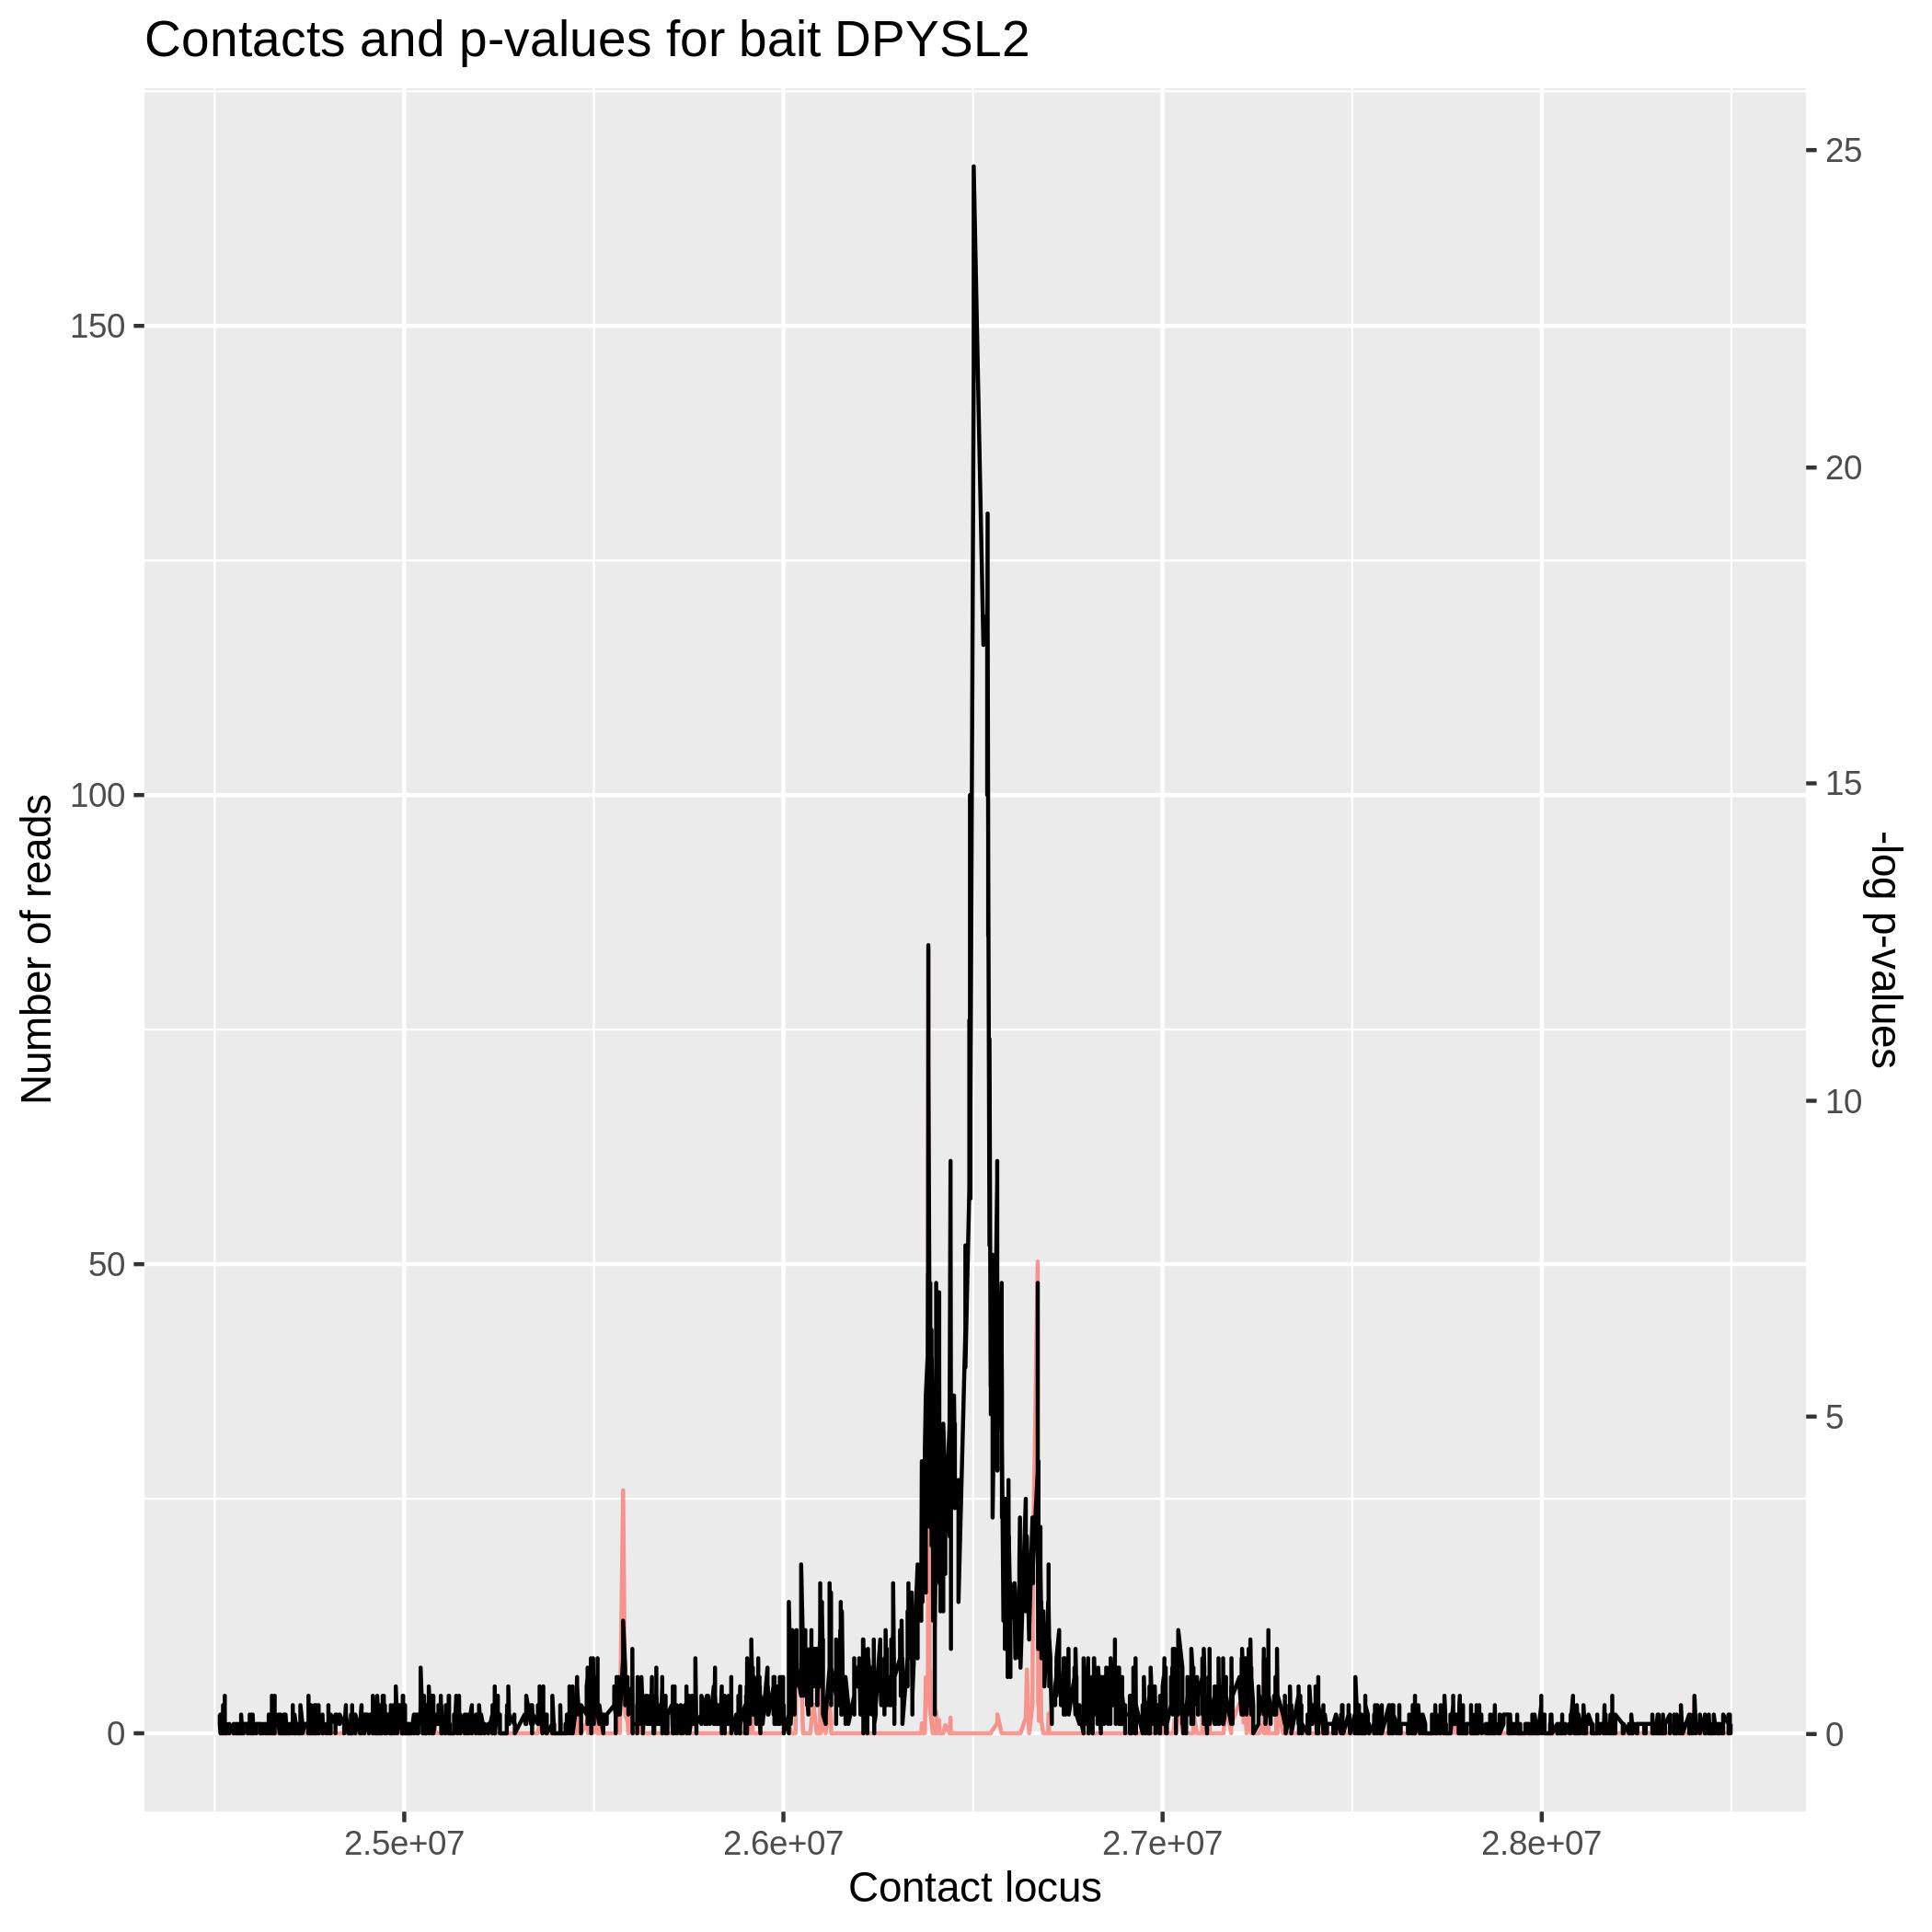 Contacts and p-values for bait DPYSL2
Number of reads
150
100
50
0
25
20
15
10
5
0
-log p-values
2.5e+07
2.6e+07
2.7e+07
2.8e+07
Contact locus